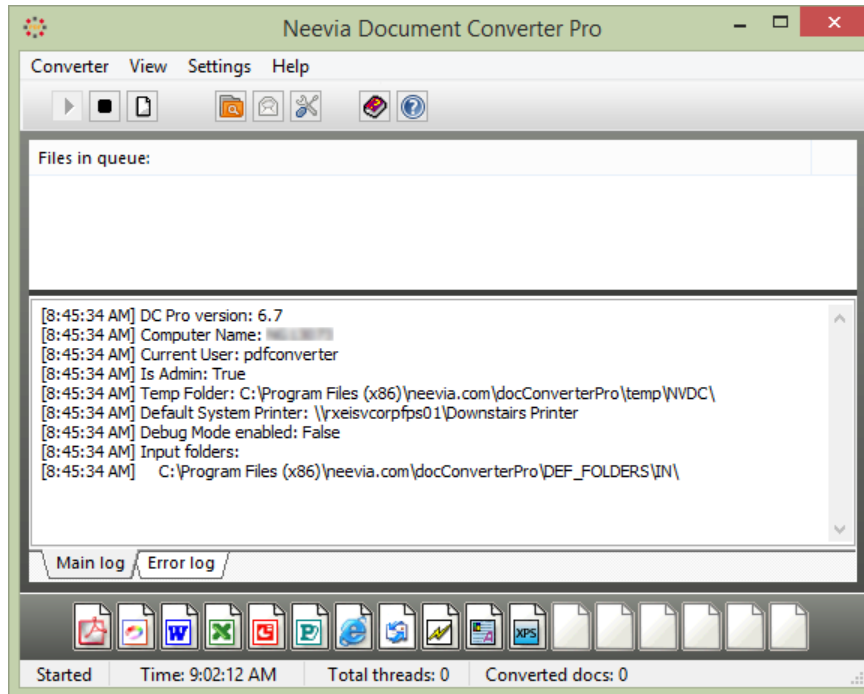 Neevia Document Converter Pro
Converter View Settings Help
Files in queue:
[8:45:34 AM] DC Pro version: 6.7
[8:45:34 AM] Computer Name:
[8:45:34 AM] Current User: pdfconverter
[8:45:34 AM] Is Admin: True
[8:45:34 AM] Temp Folder: C:\Program Files (x86)\neevia.com\docConverterPro\temp\NVDC\
[8:45:34 AM] Default System Printer: \\rxeisvcorpfps01\Downstairs Printer
[8:45:34 AM] Debug Mode enabled: False
[8:45:34 AM] Input folders:
[8:45:34 AM] C:\Program Files (x86)\neevia.com\docConverterPro\DEF_FOLDERS\IN\
Main log Error log
XPS
Started Time: 9:02:12 AM Total threads: 0 Converted docs: 0